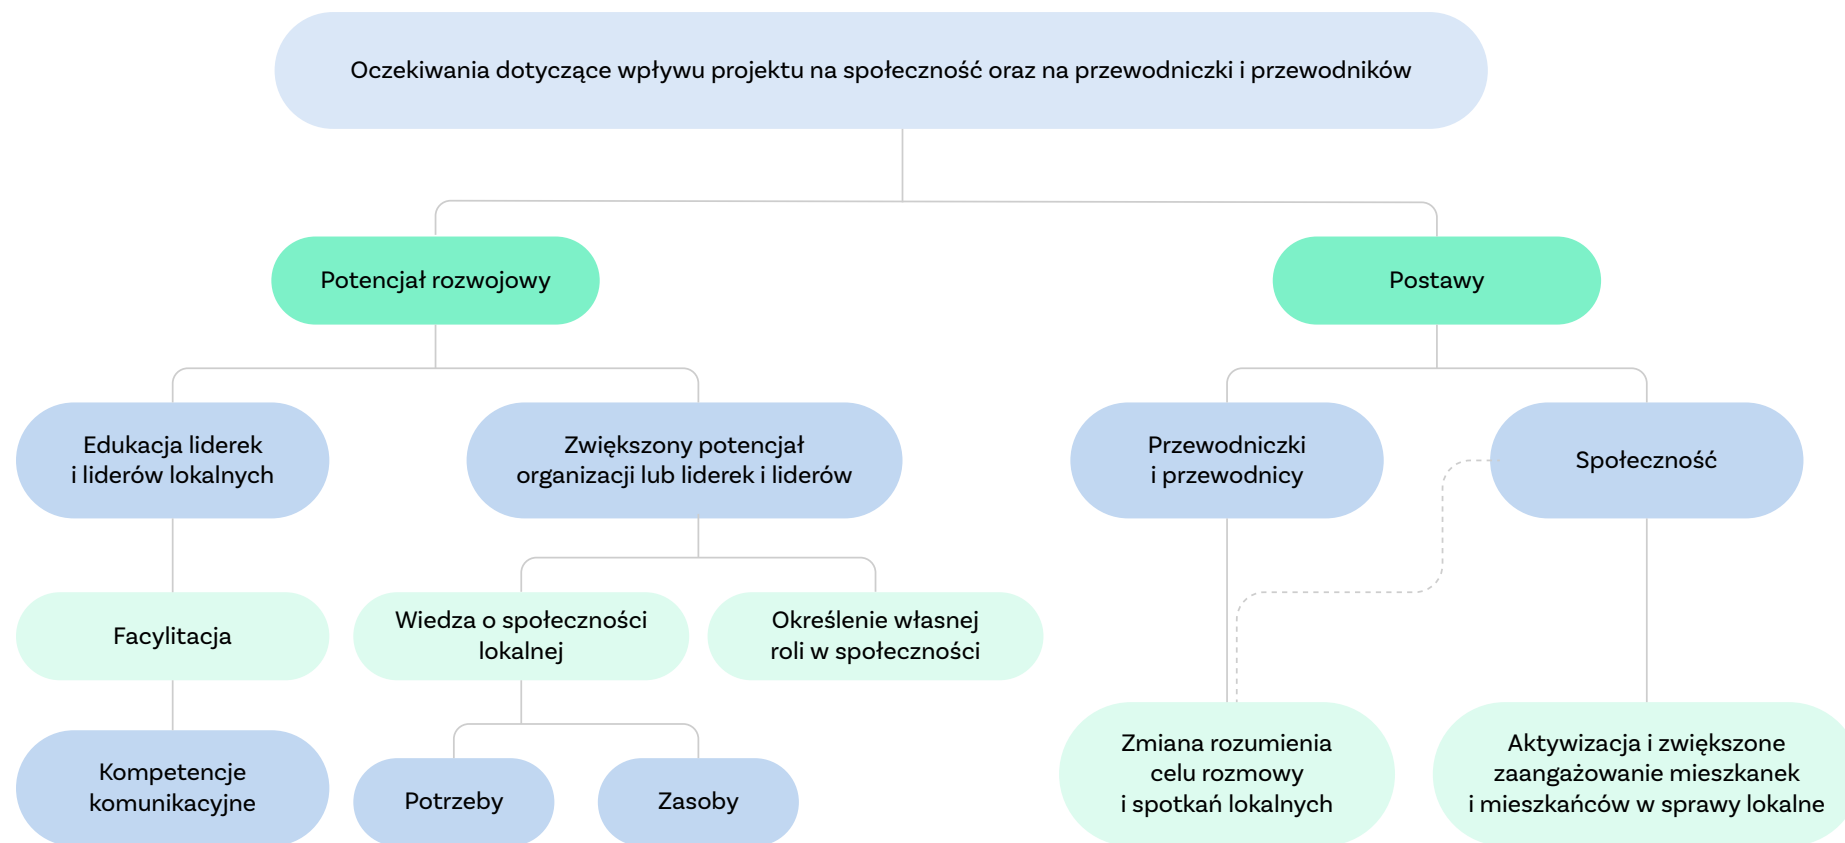 Oczekiwania dotyczące wpływu projektu na społeczność oraz na przewodniczki i przewodników
Potencjał rozwojowy
Postawy
Edukacja liderek
i liderów lokalnych
Zwiększony potencjał
organizacji lub liderek i liderów
Przewodniczki
i przewodnicy
Społeczność
Facylitacja
Wiedza o społeczności
lokalnej
Określenie własnej
roli w społeczności
Kompetencje
komunikacyjne
Potrzeby
Zasoby
Zmiana rozumienia
celu rozmowy
i spotkań lokalnych
Aktywizacja i zwiększone
zaangażowanie mieszkanek
i mieszkańców w sprawy lokalne